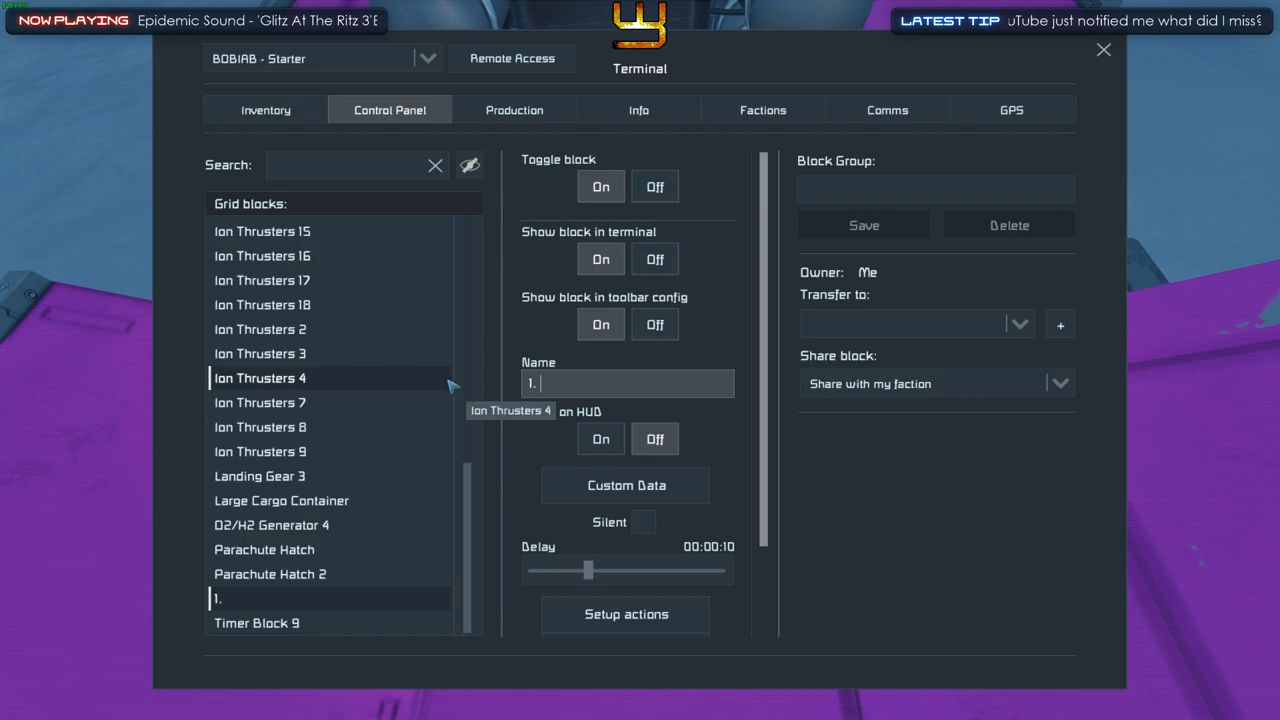 NOW PLAYING Epidemic Sound - 'Glitz At The Ritz 3'
LATEST TIP uTube just notified me what did I miss?
BOBIAB - Starter
Remote Access
Terminal
Inventory
Control Panel
Production
Info
Factions
Comms
GPS
Search:
Grid blocks:
Ion Thrusters 15
Ion Thrusters 16
Ion Thrusters 17
Ion Thrusters 18
Ion Thrusters 2
Ion Thrusters 3
Ion Thrusters 4
Ion Thrusters 7
Ion Thrusters 8
Ion Thrusters 9
Landing Gear 3
Large Cargo Container
O2/H2 Generator 4
Parachute Hatch
Parachute Hatch 2
1.
Timer Block 9
Toggle block
On Off
Show block in terminal
On Off
Show block in toolbar config
On Off
Name
1.
Ion Thrusters 4
on HUD
On Off
Custom Data
Silent
Delay 00:00:10
Setup actions
Block Group:
Save Delete
Owner: Me
Transfer to:
+
Share block:
Share with my faction